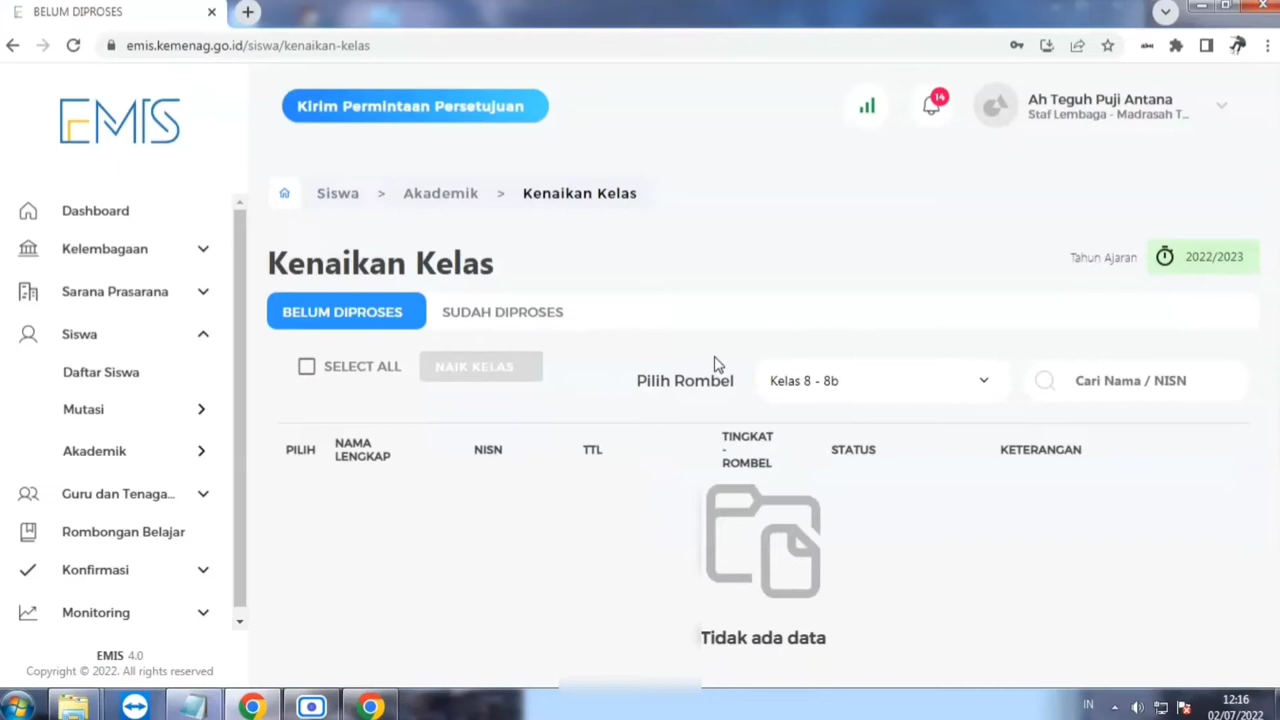 BELUM DIPROSES
emis.kemenag.go.id/siswa/kenaikan-kelas
EMIS
Kirim Permintaan Persetujuan
14
Ah Teguh Puji Antana
Staf Lembaga - Madrasah T...
Dashboard
Kelembagaan
Sarana Prasarana
Siswa
Daftar Siswa
Mutasi
Akademik
Guru dan Tenaga...
Rombongan Belajar
Konfirmasi
Monitoring
EMIS 4.0
Copyright © 2022. All rights reserved
Siswa > Akademik > Kenaikan Kelas
Kenaikan Kelas
Tahun Ajaran 2022/2023
BELUM DIPROSES SUDAH DIPROSES
SELECT ALL NAIK KELAS
Pilih Rombel Kelas 8 - 8b Cari Nama / NISN
PILIH
NAMA
LENGKAP
NISN
TTL
TINGKAT
-
ROMBEL
STATUS
KETERANGAN
Tidak ada data
IN
12:16
02/07/2022